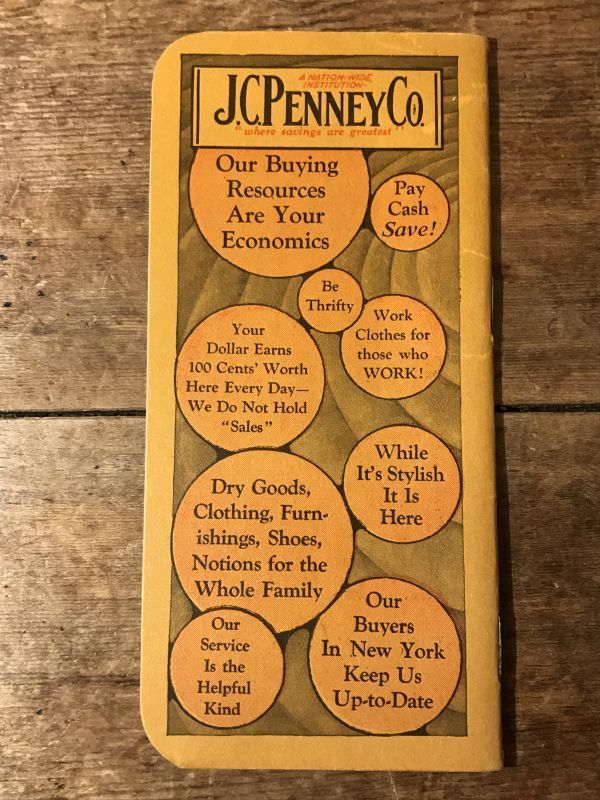 A NATION-WIDE
INSTITUTION-
J.C.PENNEY CO.
"where savings are greatest"
Our Buying
Resources
Are Your
Economics
Pay
Cash
Save!
Be
Thrifty
Work
Clothes for
those who
WORK!
Your
Dollar Earns
100 Cents' Worth
Here Every Day—
We Do Not Hold
"Sales"
While
It's Stylish
It Is
Here
Dry Goods,
Clothing, Furn-
ishings, Shoes,
Notions for the
Whole Family
Our
Buyers
In New York
Keep Us
Up-to-Date
Our
Service
Is the
Helpful
Kind